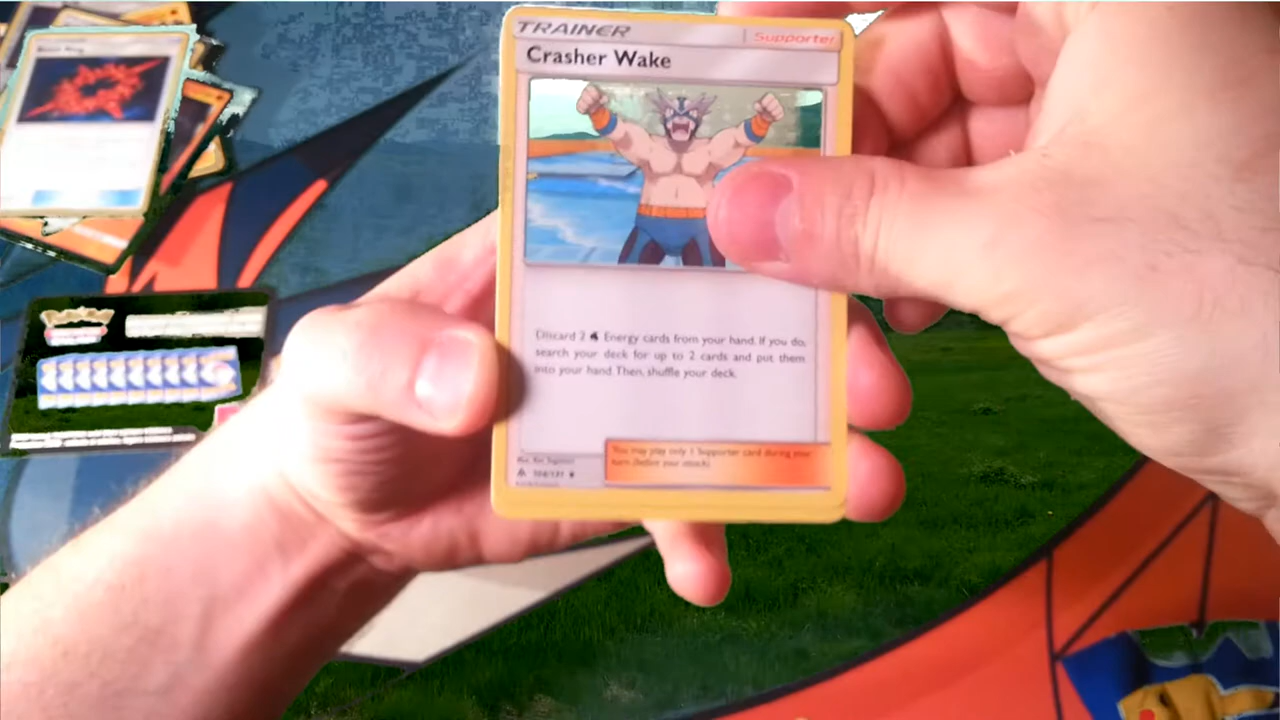 TRAINER
Supporter
Crasher Wake
Discard 2 Energy cards from your hand. If you do,
search your deck for up to 2 cards and put them
into your hand. Then, shuffle your deck.
You may play only 1 Supporter card during your
turn (before your attack).
104/131